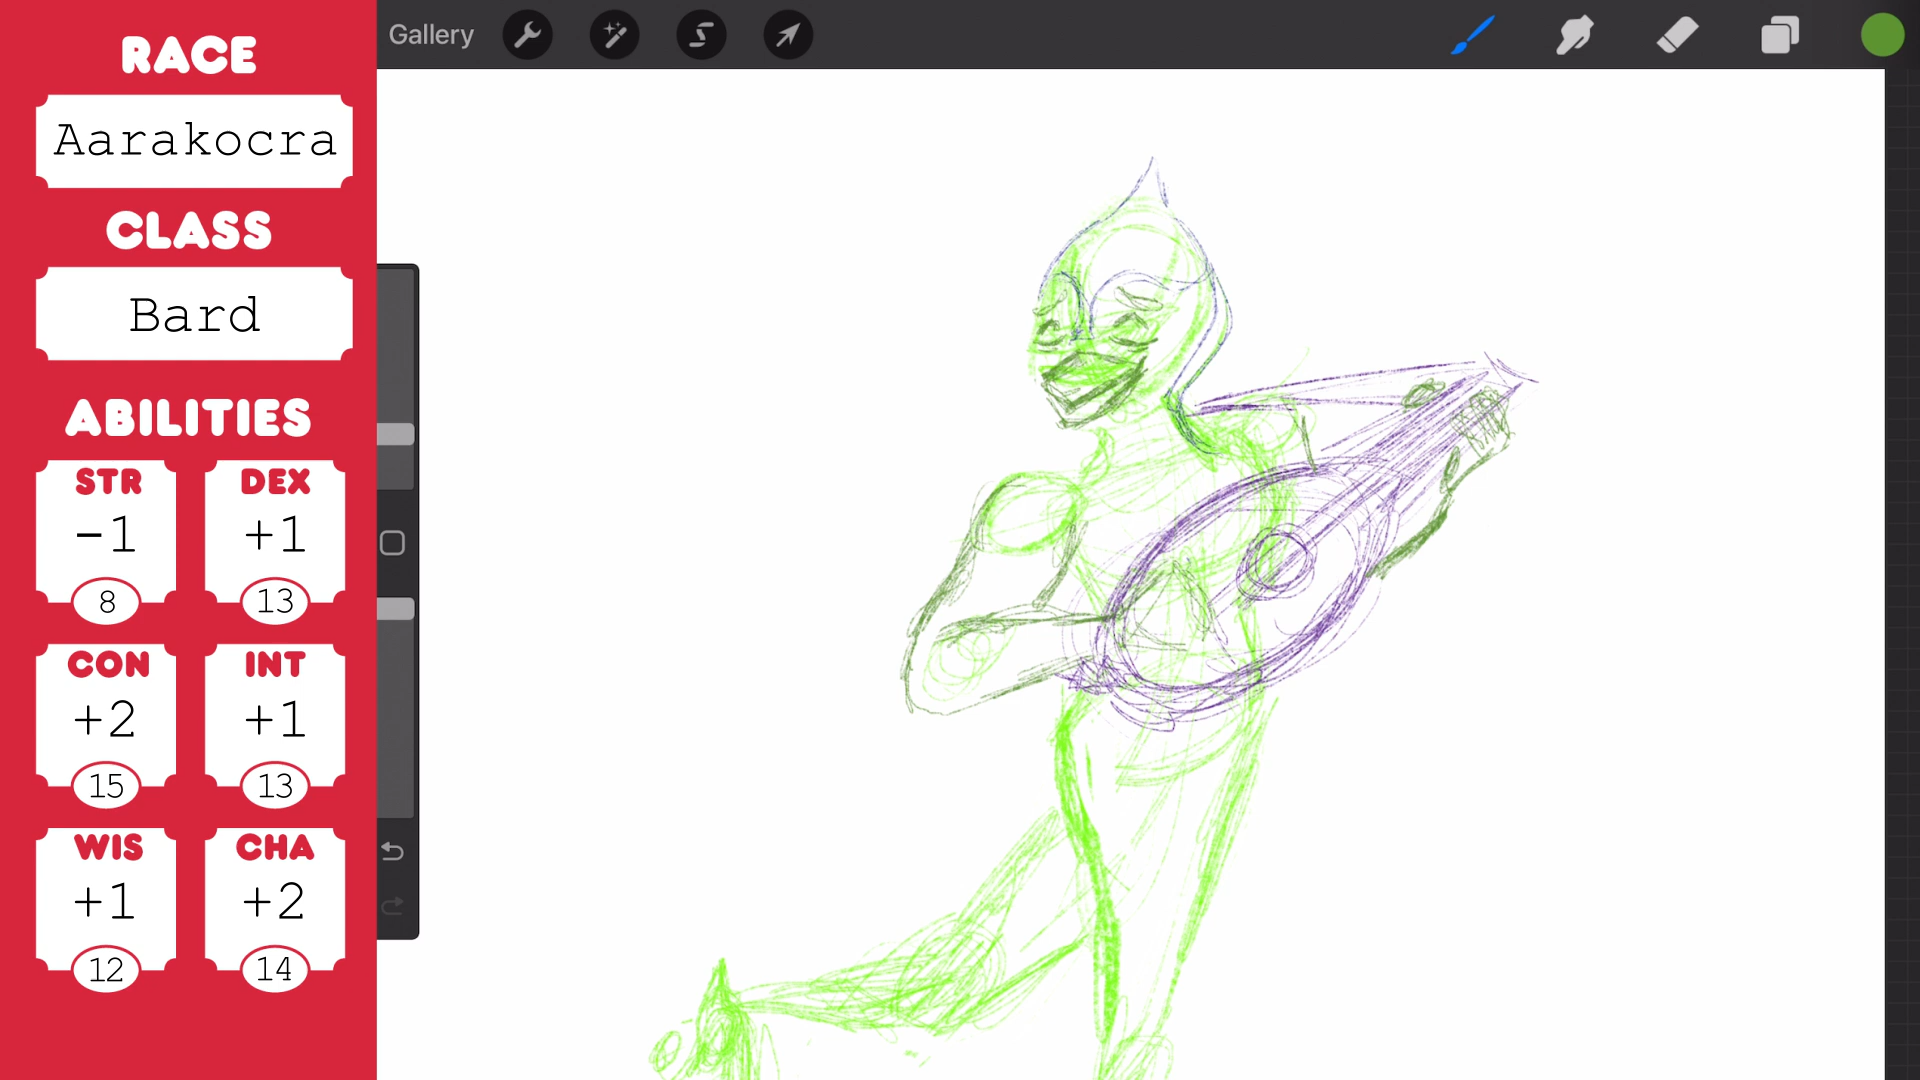 RACE
Aarakocra
CLASS
Bard
ABILITIES
STR DEX
-1 +1
8 13
CON INT
+2 +1
15 13
WIS CHA
+1 +2
12 14
Gallery